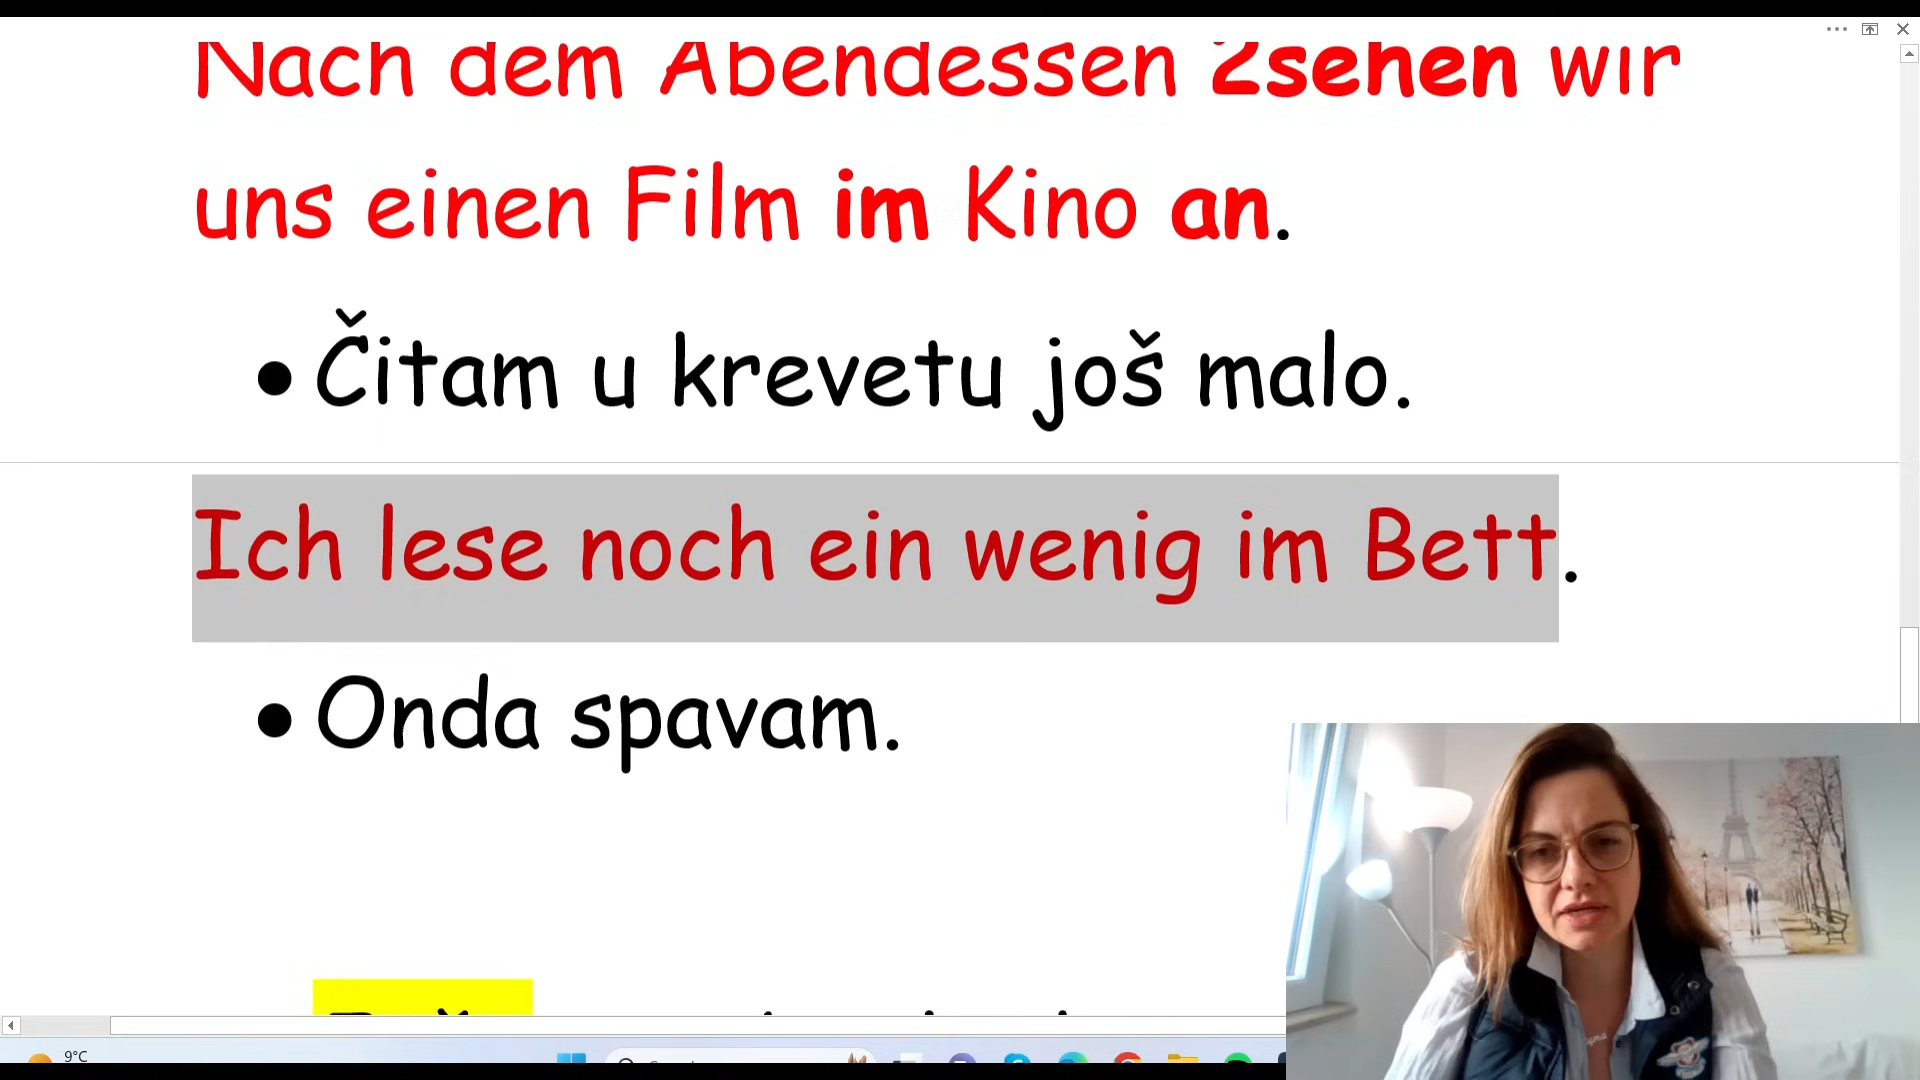 Nach dem Abendessen 2sehen wir
uns einen Film im Kino an.
• Čitam u krevetu još malo.
Ich lese noch ein wenig im Bett.
• Onda spavam.
9°C